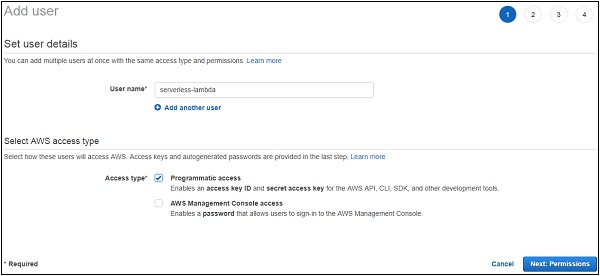 Add user
1 2 3 4
Set user details
You can add multiple users at once with the same access type and permissions. Learn more
User name* serverless-lambda
Add another user
Select AWS access type
Select how these users will access AWS. Access keys and autogenerated passwords are provided in the last step. Learn more
Access type* Programmatic access
Enables an access key ID and secret access key for the AWS API, CLI, SDK, and other development tools.
AWS Management Console access
Enables a password that allows users to sign-in to the AWS Management Console.
* Required Cancel Next: Permissions